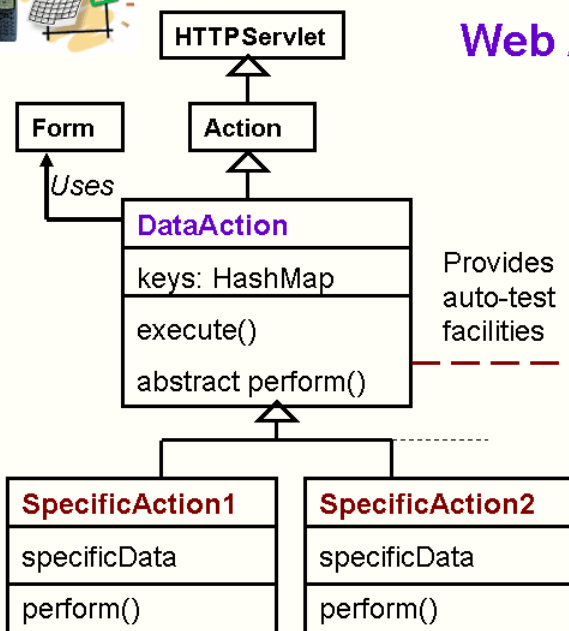 HTTPServlet
Web
Form
Action
Uses
DataAction
keys: HashMap
execute()
abstract perform()
Provides
auto-test
facilities
SpecificAction1
specificData
perform()
SpecificAction2
specificData
perform()